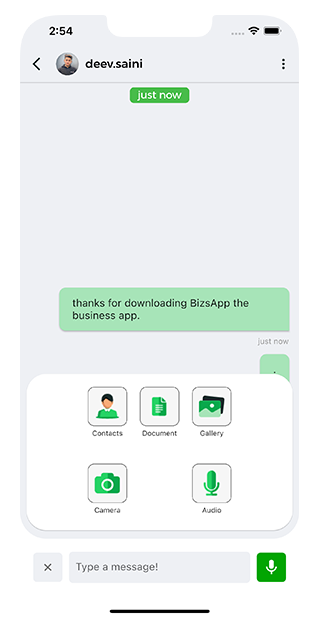 2:54
deev.saini
just now
thanks for downloading BizsApp the
business app.
just now
Contacts Document Gallery
Camera Audio
Type a message!